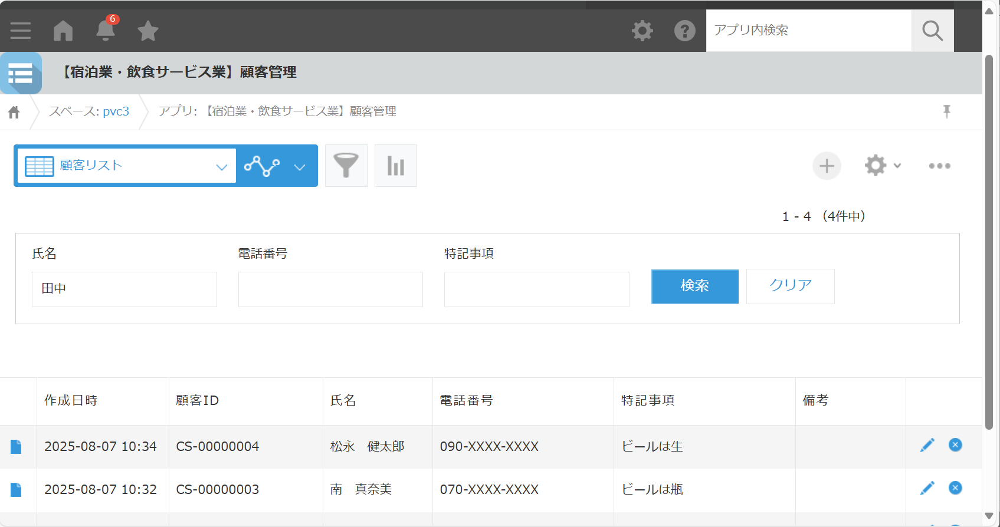 6
アプリ内検索
【宿泊業・飲食サービス業】顧客管理
スペース: pvc3 アプリ: 【宿泊業・飲食サービス業】顧客管理
顧客リスト
1 - 4 （4件中）
氏名 電話番号 特記事項
田中 検索 クリア
作成日時 顧客ID 氏名 電話番号 特記事項 備考
2025-08-07 10:34 CS-00000004 松永　健太郎 090-XXXX-XXXX ビールは生
2025-08-07 10:32 CS-00000003 南　真奈美 070-XXXX-XXXX ビールは瓶